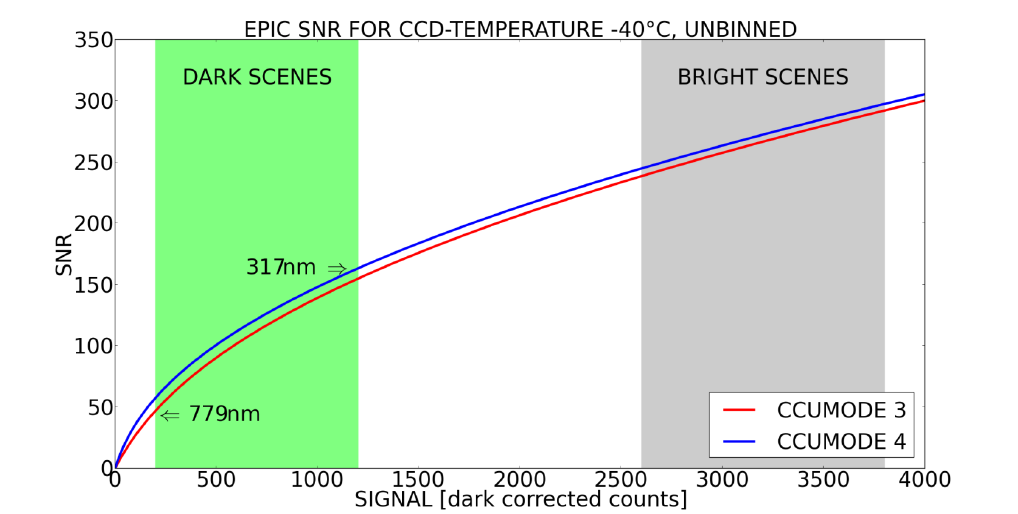 EPIC SNR FOR CCD-TEMPERATURE -40°C, UNBINNED
350
DARK SCENES
BRIGHT SCENES
300
250
200
SNR
317nm ⇒
150
100
50
⇐ 779nm
CCUMODE 3
CCUMODE 4
0
0 500 1000 1500 2000 2500 3000 3500 4000
SIGNAL [dark corrected counts]